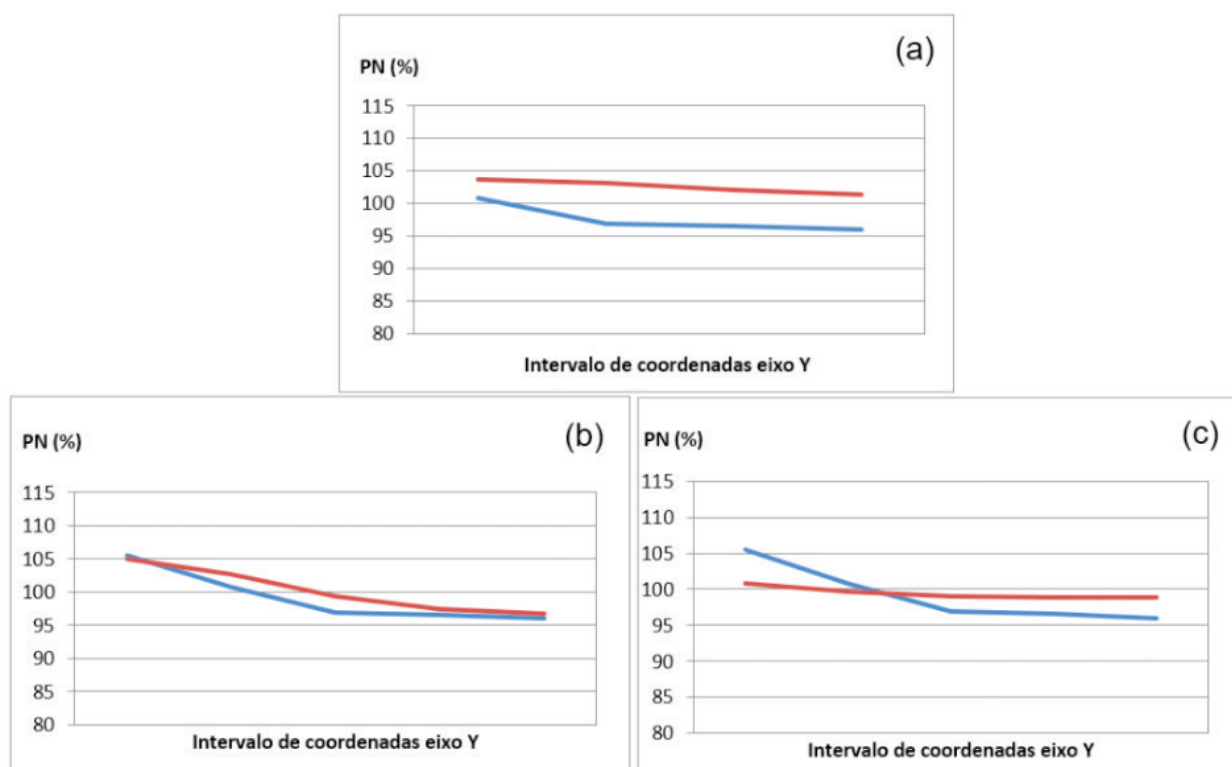 (a)
PN (%)
115
110
105
100
95
90
85
80
Intervalo de coordenadas eixo Y
(b)
PN (%)
115
110
105
100
95
90
85
80
Intervalo de coordenadas eixo Y
(c)
PN (%)
115
110
105
100
95
90
85
80
Intervalo de coordenadas eixo Y